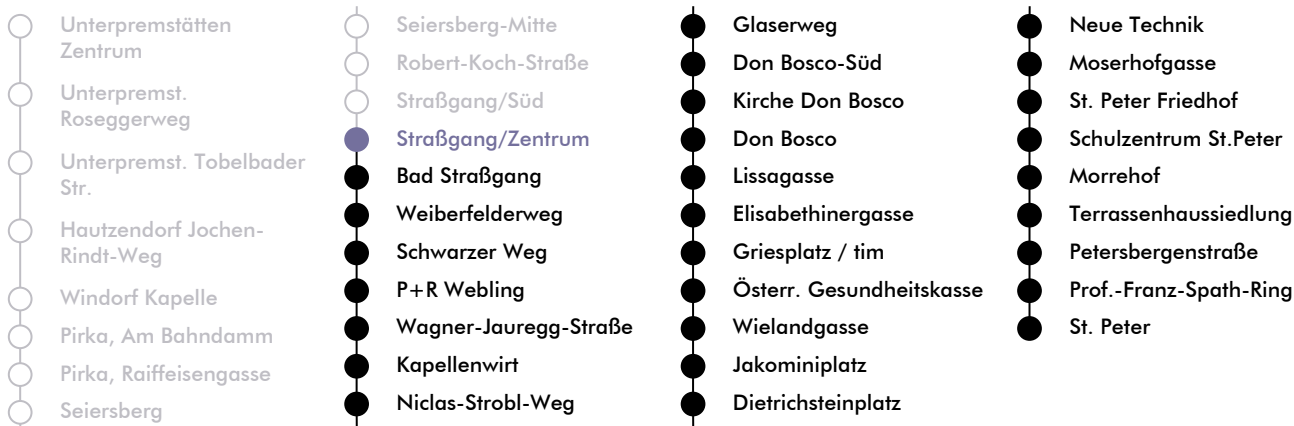 Unterpremstätten
Zentrum
Unterpremst.
Roseggerweg
Unterpremst. Tobelbader
Str.
Hautzendorf Jochen-
Rindt-Weg
Windorf Kapelle
Pirka, Am Bahndamm
Pirka, Raiffeisengasse
Seiersberg
Seiersberg-Mitte
Robert-Koch-Straße
Straßgang/Süd
Straßgang/Zentrum
Bad Straßgang
Weiberfelderweg
Schwarzer Weg
P+R Webling
Wagner-Jauregg-Straße
Kapellenwirt
Niclas-Strobl-Weg
Glaserweg
Don Bosco-Süd
Kirche Don Bosco
Don Bosco
Lissagasse
Elisabethinergasse
Griesplatz / tim
Österr. Gesundheitskasse
Wielandgasse
Jakominiplatz
Dietrichsteinplatz
Neue Technik
Moserhofgasse
St. Peter Friedhof
Schulzentrum St.Peter
Morrehof
Terrassenhaussiedlung
Petersbergenstraße
Prof.-Franz-Spath-Ring
St. Peter